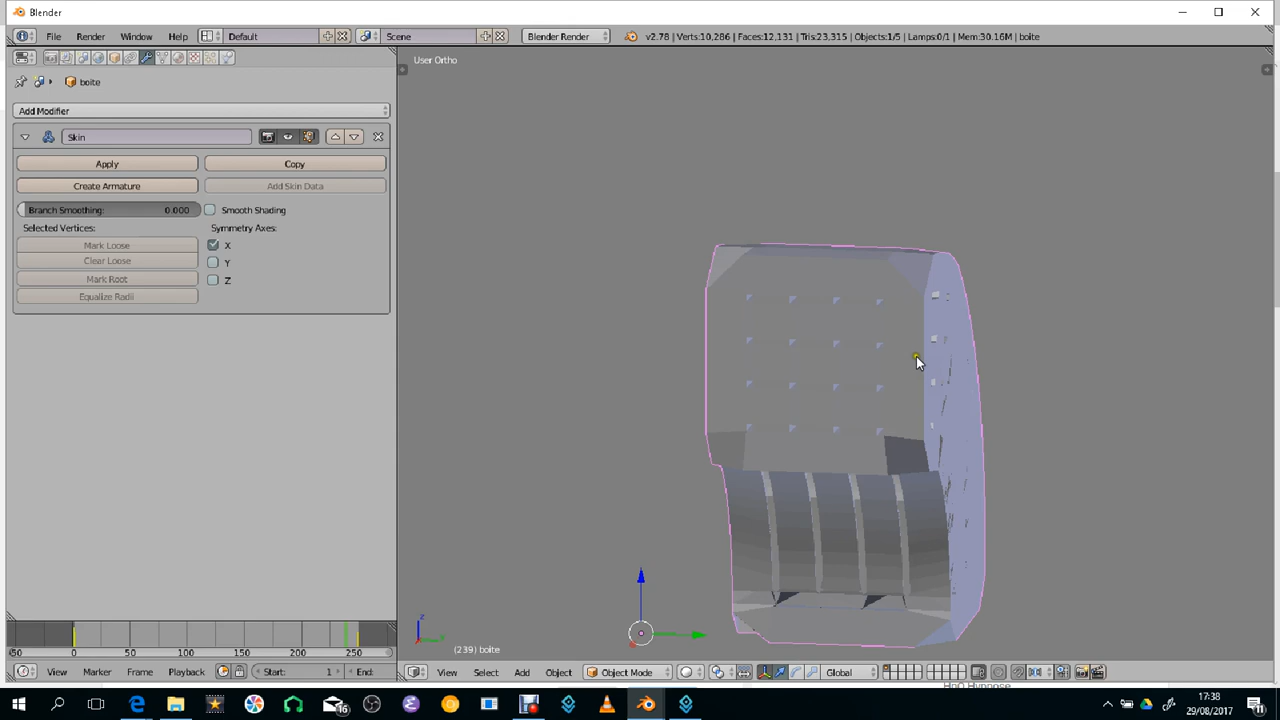 Blender
File Render Window Help Default Scene Blender Render v2.78 | Verts:10,286 | Faces:12,131 | Tris:23,315 | Objects:1/5 | Lamps:0/1 | Mem:30.16M | boite
User Ortho
boite
Add Modifier
Skin
Apply Copy
Create Armature Add Skin Data
Branch Smoothing: 0.000 Smooth Shading
Selected Vertices: Symmetry Axes:
Mark Loose X
Clear Loose Y
Mark Root Z
Equalize Radii
z
(239) boite
-50 0 50 100 150 200 250
View Marker Frame Playback Start: 1 End: View Select Add Object Object Mode Global
HnO Hypnose
16
17:38
29/08/2017
11